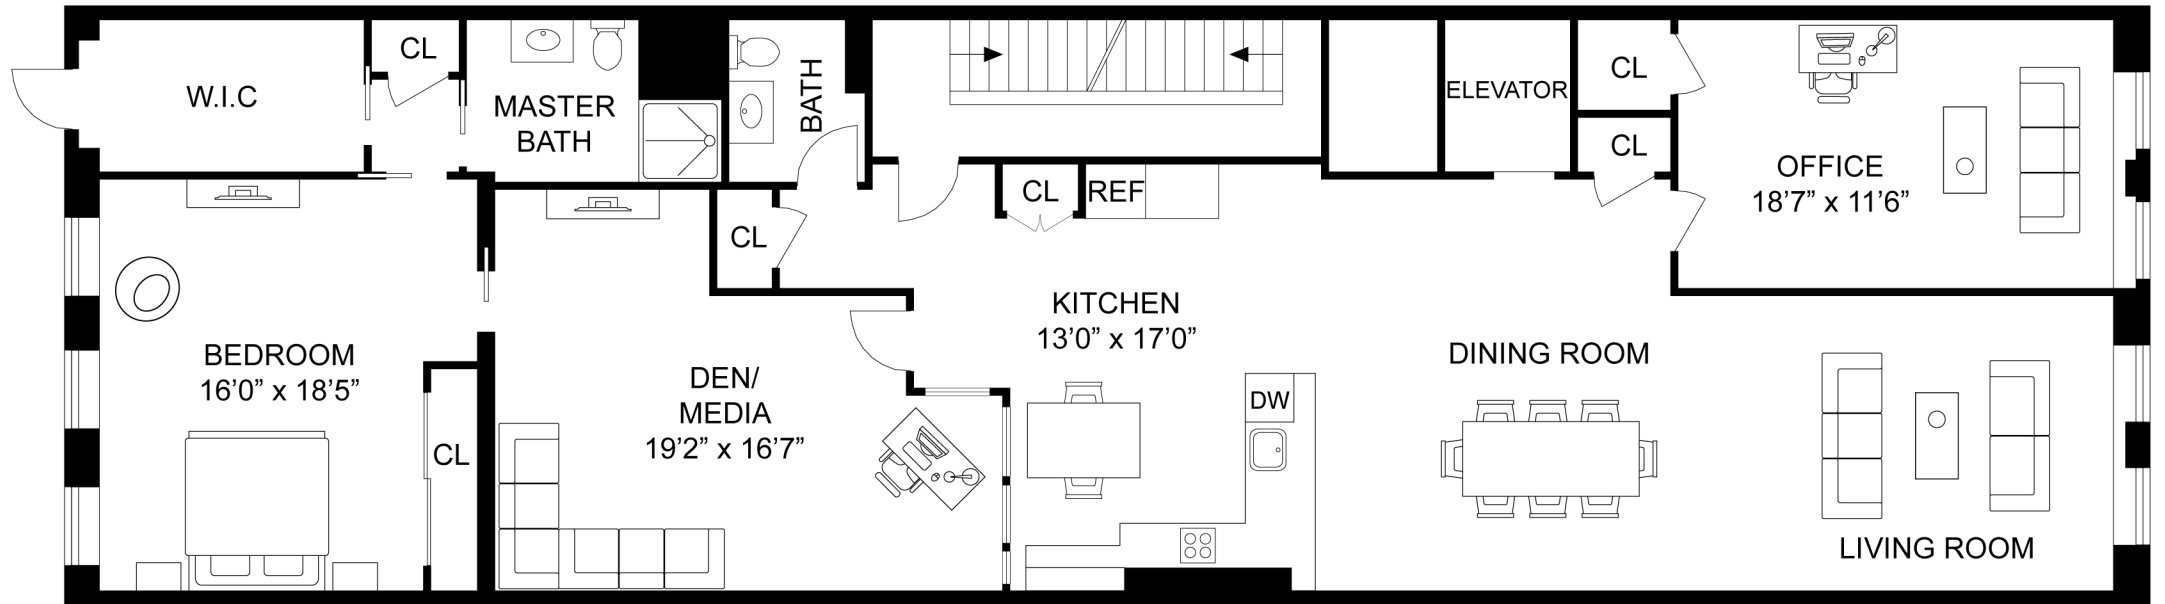 W.I.C
CL
MASTER
BATH
BATH
ELEVATOR
CL
CL
OFFICE
18’7” x 11’6”
CL
REF
CL
BEDROOM
16’0” x 18’5”
CL
DEN/
MEDIA
19’2” x 16’7”
KITCHEN
13’0” x 17’0”
DW
DINING ROOM
LIVING ROOM